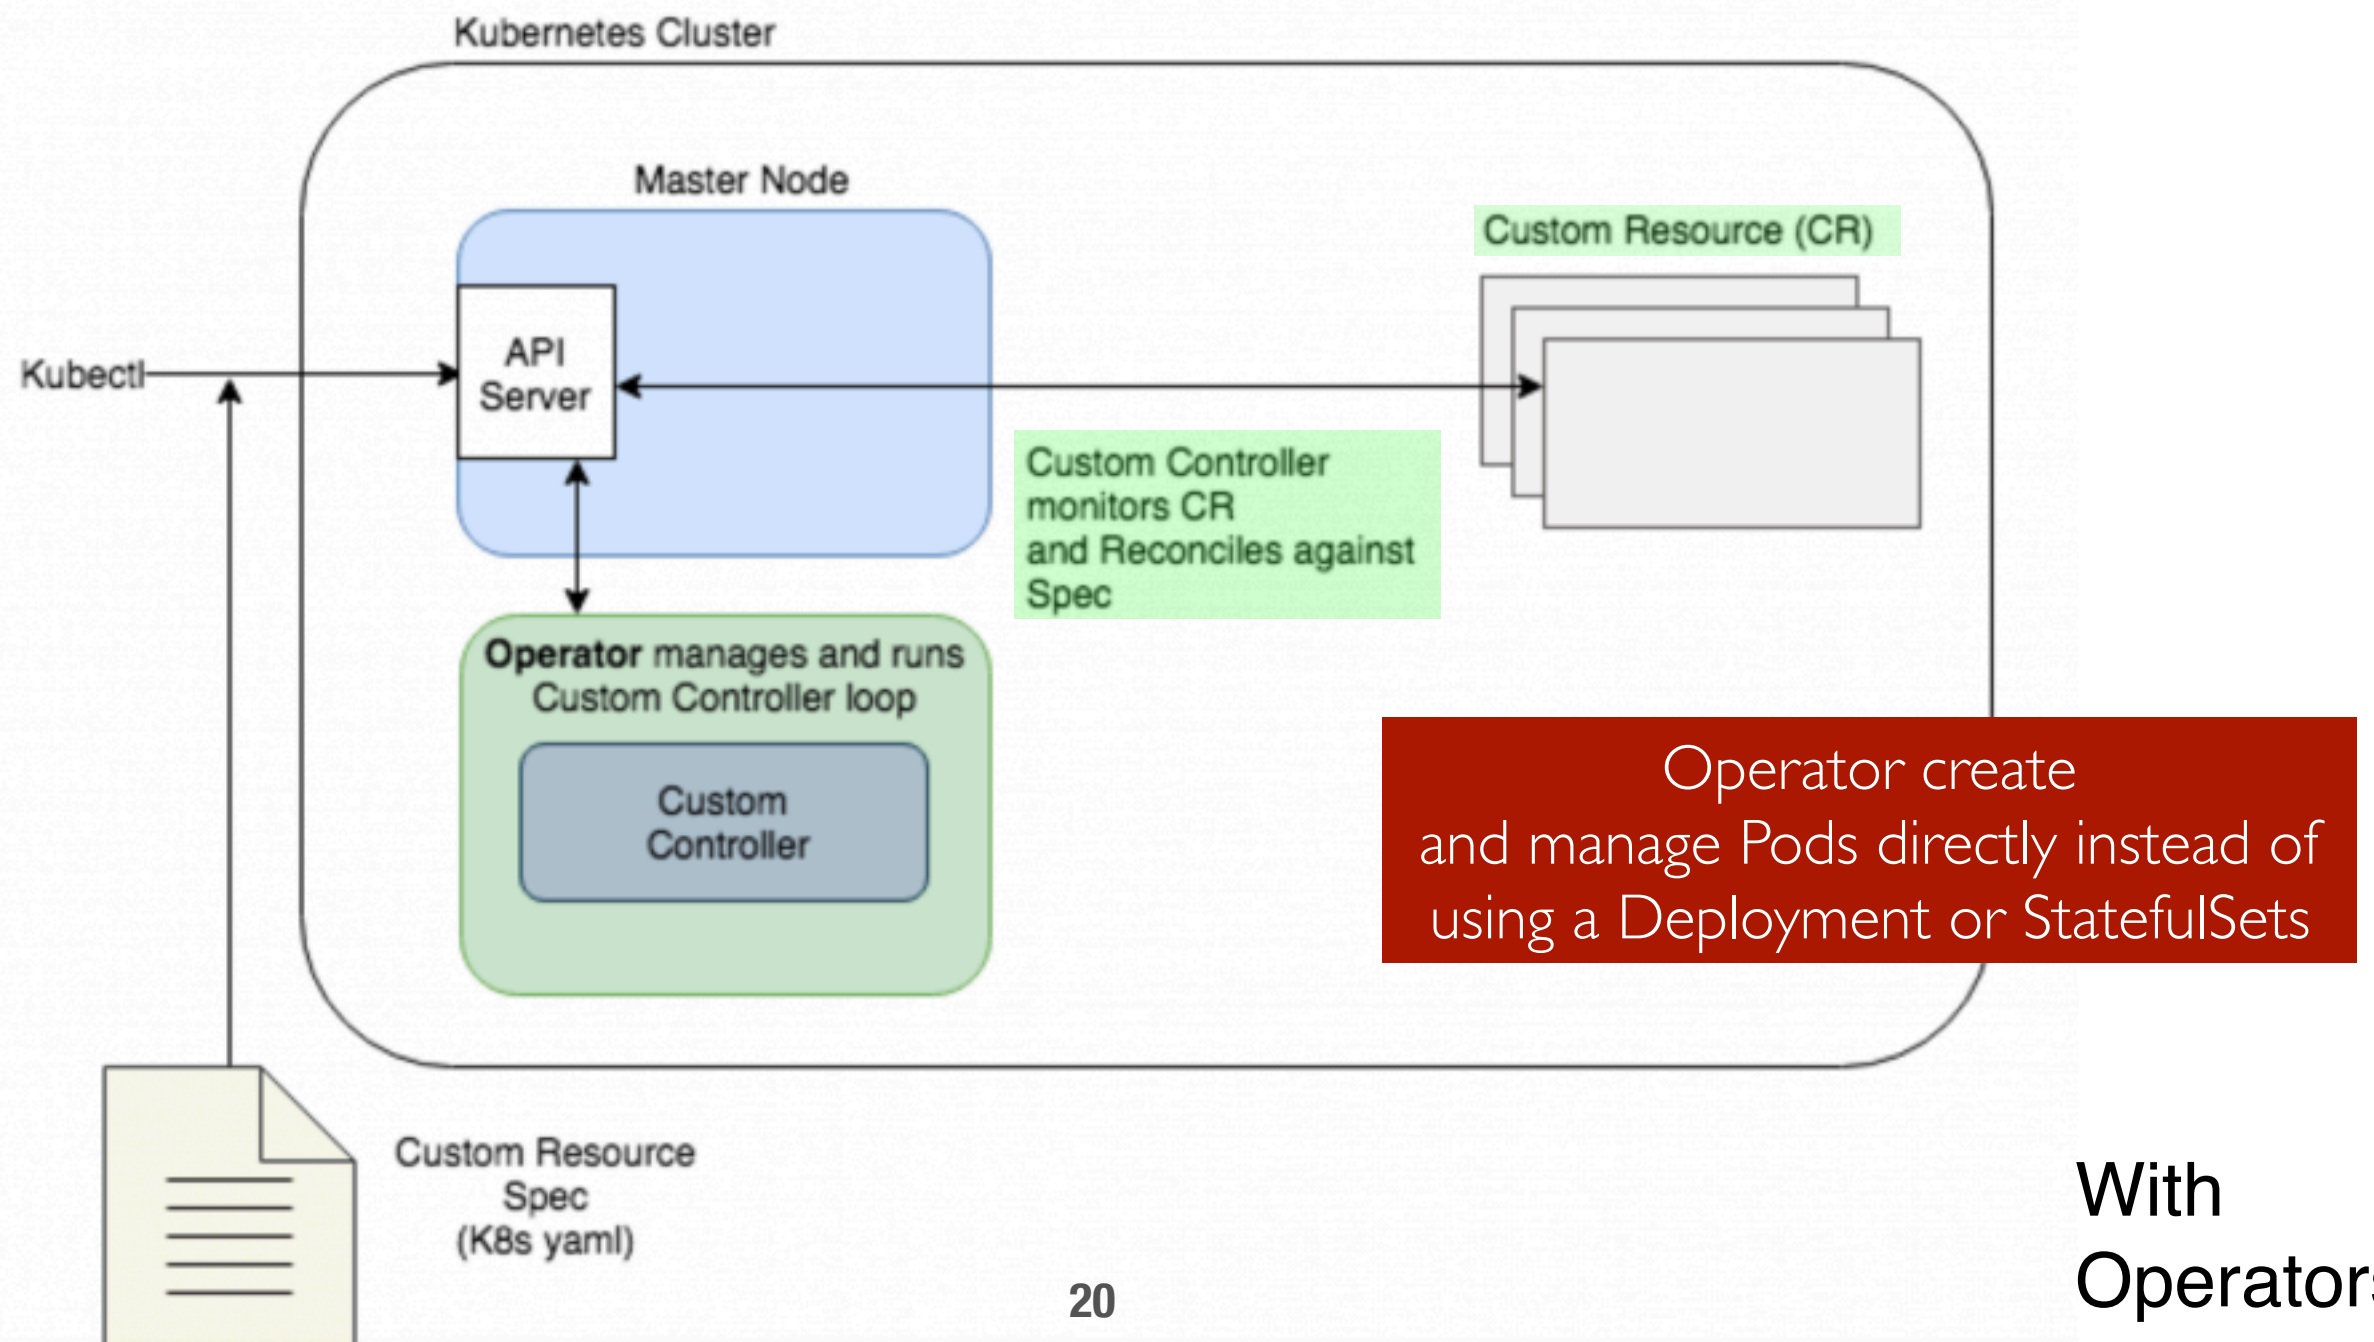 Kubernetes Cluster
Master Node
Custom Resource (CR)
API
Server
Kubectl
Custom Controller
monitors CR
and Reconciles against
Spec
Operator manages and runs
Custom Controller loop
Custom
Controller
Operator create
and manage Pods directly instead of
using a Deployment or StatefulSets
Custom Resource
Spec
(K8s yaml)
With
Operators
20